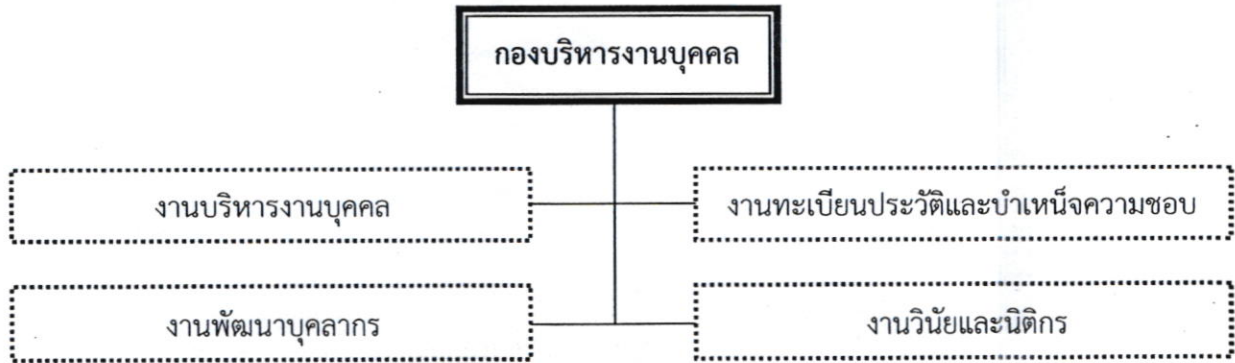 กองบริหารงานบุคคล
งานบริหารงานบุคคล
งานทะเบียนประวัติและบำเหน็จความชอบ
งานพัฒนาบุคลากร
งานวินัยและนิติกร